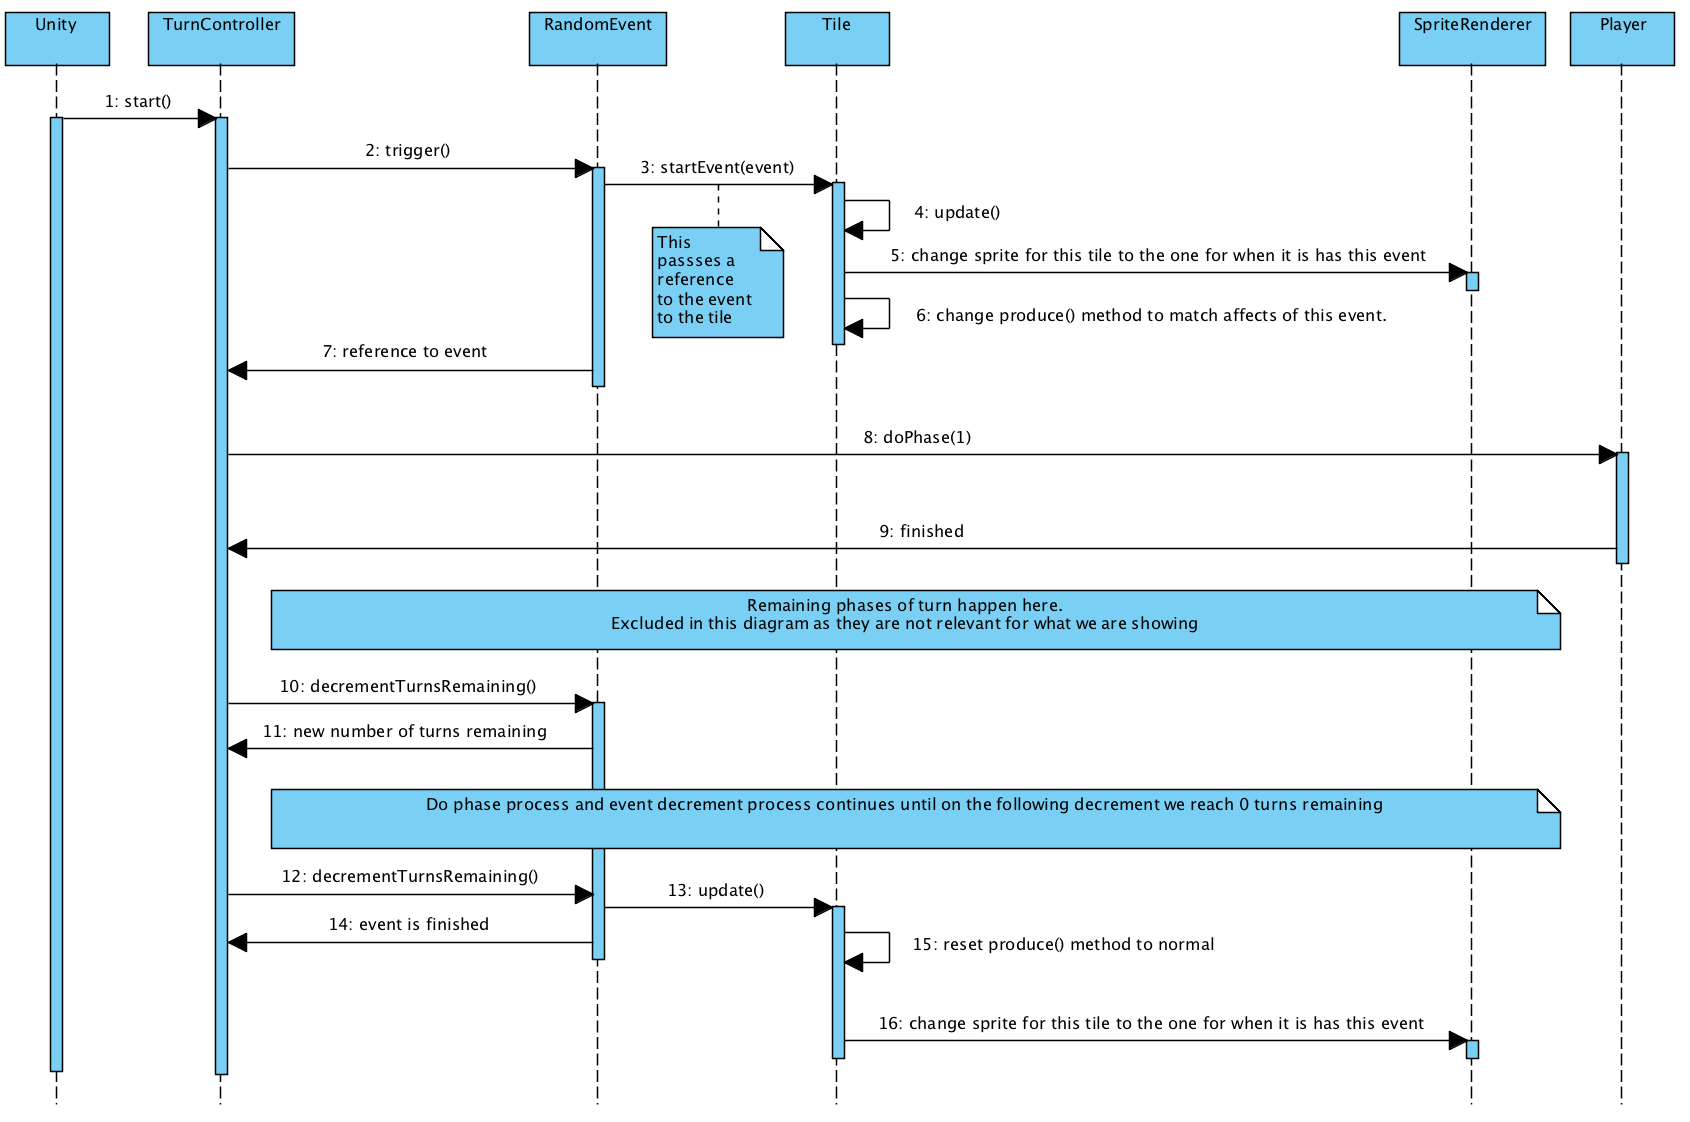 Unity
TurnController
RandomEvent
Tile
SpriteRenderer
Player
1: start()
2: trigger()
3: startEvent(event)
4: update()
This
passses a
reference
to the event
to the tile
5: change sprite for this tile to the one for when it is has this event
6: change produce() method to match affects of this event.
7: reference to event
8: doPhase(1)
9: finished
Remaining phases of turn happen here.
Excluded in this diagram as they are not relevant for what we are showing
10: decrementTurnsRemaining()
11: new number of turns remaining
Do phase process and event decrement process continues until on the following decrement we reach 0 turns remaining
12: decrementTurnsRemaining()
13: update()
14: event is finished
15: reset produce() method to normal
16: change sprite for this tile to the one for when it is has this event